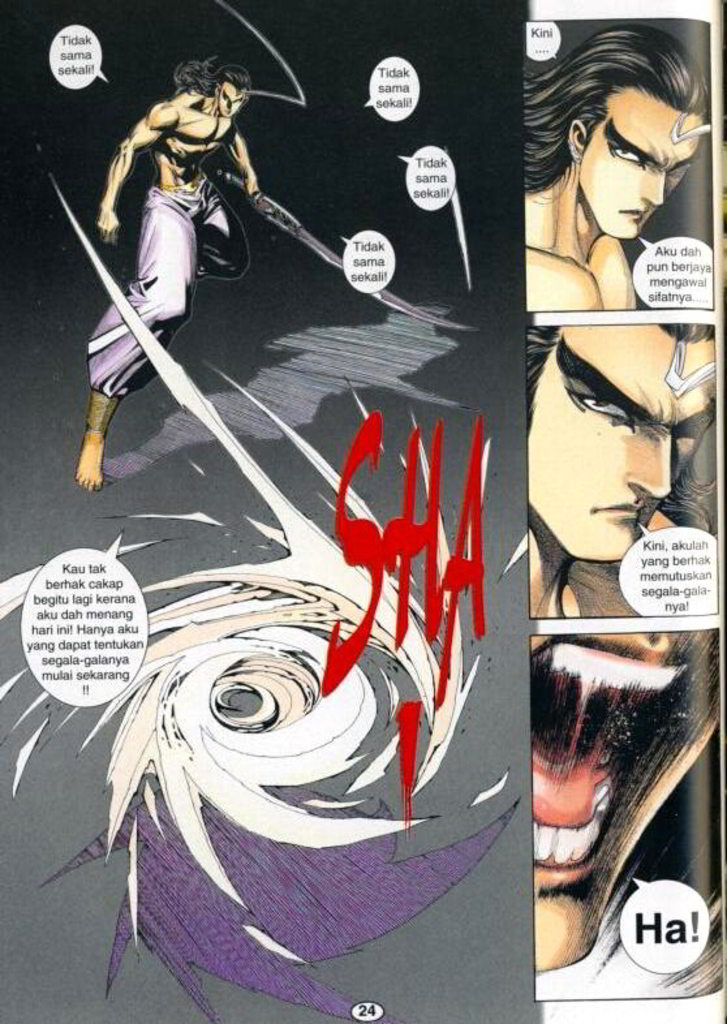 Tidak
sama
sekali!
Tidak
sama
sekali!
Tidak
sama
sekali!
Tidak
sama
sekali!
SHA!
Kau tak
berhak cakap
begitu lagi kerana
aku dah menang
hari ini! Hanya aku
yang dapat tentukan
segala-galanya
mulai sekarang
!!
Kini
....
Aku dah
pun berjaya
mengawal
sifatnya.....
Kini, akulah
yang berhak
memutuskan
segala-gala-
nya!
Ha!
24